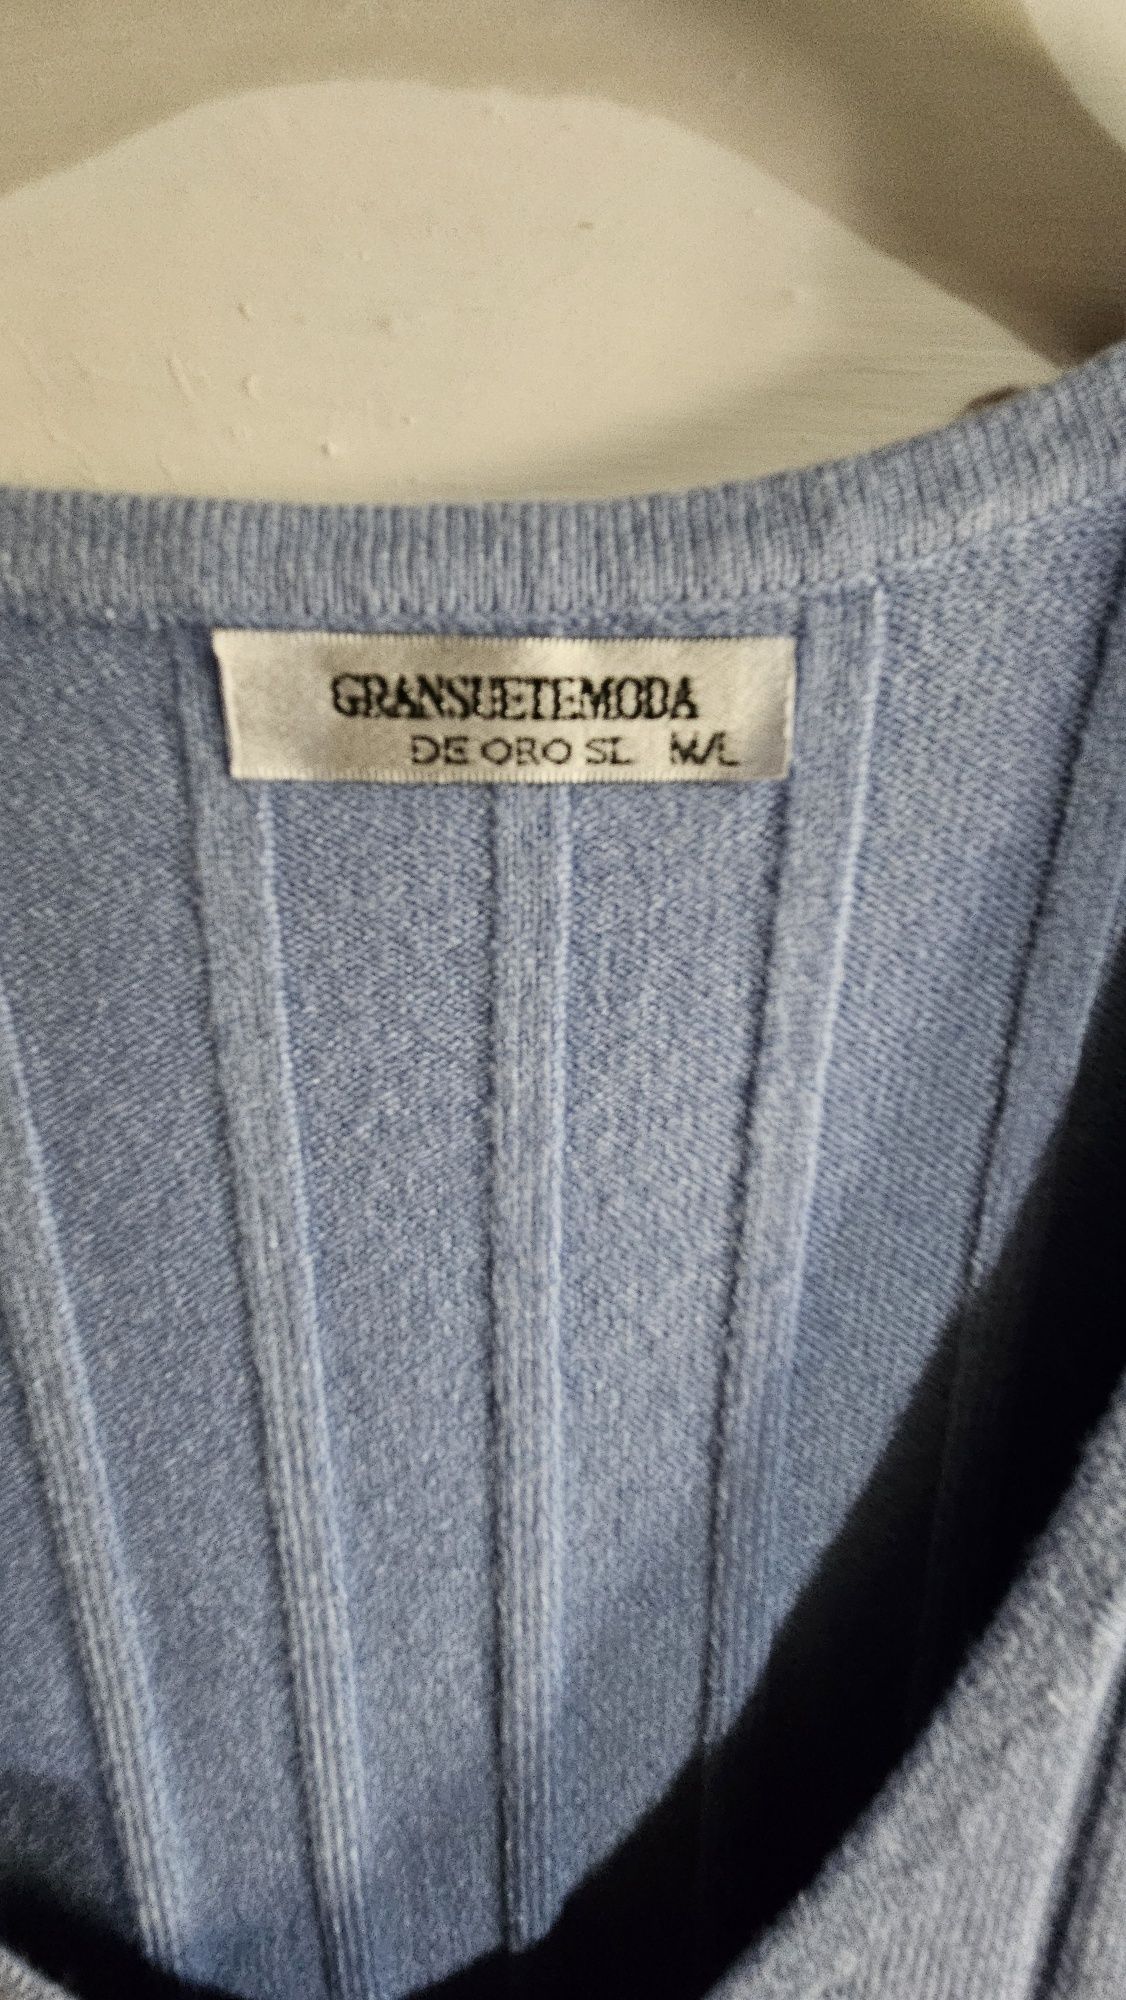 GRANSUETEMODA
DE ORO SL M/L